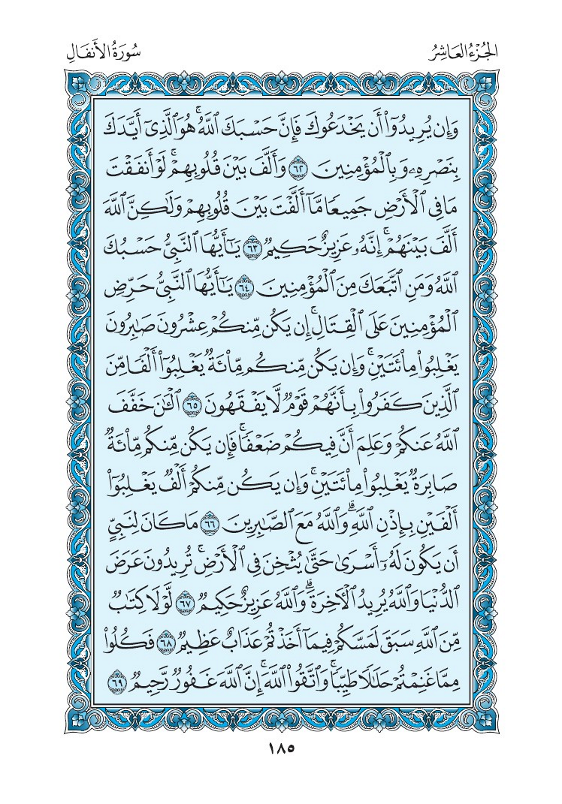 الجُزْءُ العَاشِرُ
سُورَةُ الأَنفَالِ
وَإِن يُرِيدُوٓاْ أَن يَخۡدَعُوكَ فَإِنَّ حَسۡبَكَ ٱللَّهُۚ هُوَ ٱلَّذِيٓ أَيَّدَكَ
بِنَصۡرِهِۦ وَبِٱلۡمُؤۡمِنِينَ ٦٢ وَأَلَّفَ بَيۡنَ قُلُوبِهِمۡۚ لَوۡ أَنفَقۡتَ
مَا فِي ٱلۡأَرۡضِ جَمِيعٗا مَّآ أَلَّفۡتَ بَيۡنَ قُلُوبِهِمۡ وَلَٰكِنَّ ٱللَّهَ
أَلَّفَ بَيۡنَهُمۡۚ إِنَّهُۥ عَزِيزٌ حَكِيمٞ ٦٣ يَٰٓأَيُّهَا ٱلنَّبِيُّ حَسۡبُكَ
ٱللَّهُ وَمَنِ ٱتَّبَعَكَ مِنَ ٱلۡمُؤۡمِنِينَ ٦٤ يَٰٓأَيُّهَا ٱلنَّبِيُّ حَرِّضِ
ٱلۡمُؤۡمِنِينَ عَلَى ٱلۡقِتَالِۚ إِن يَكُن مِّنكُمۡ عِشۡرُونَ صَٰبِرُونَ
يَغۡلِبُواْ مِاْئَتَيۡنِۚ وَإِن يَكُن مِّنكُم مِّاْئَةٞ يَغۡلِبُوٓاْ أَلۡفٗا مِّنَ
ٱلَّذِينَ كَفَرُواْ بِأَنَّهُمۡ قَوۡمٞ لَّا يَفۡقَهُونَ ٦٥ ٱلۡـَٰٔنَ خَفَّفَ
ٱللَّهُ عَنكُمۡ وَعَلِمَ أَنَّ فِيكُمۡ ضَعۡفٗاۚ فَإِن يَكُن مِّنكُم مِّاْئَةٞ
صَابِرَةٞ يَغۡلِبُواْ مِاْئَتَيۡنِۚ وَإِن يَكُن مِّنكُمۡ أَلۡفٞ يَغۡلِبُوٓاْ
أَلۡفَيۡنِ بِإِذۡنِ ٱللَّهِۗ وَٱللَّهُ مَعَ ٱلصَّٰبِرِينَ ٦٦ مَا كَانَ لِنَبِيٍّ
أَن يَكُونَ لَهُۥٓ أَسۡرَىٰ حَتَّىٰ يُثۡخِنَ فِي ٱلۡأَرۡضِۚ تُرِيدُونَ عَرَضَ
ٱلدُّنۡيَا وَٱللَّهُ يُرِيدُ ٱلۡأٓخِرَةَۗ وَٱللَّهُ عَزِيزٌ حَكِيمٞ ٦٧ لَّوۡلَا كِتَٰبٞ
مِّنَ ٱللَّهِ سَبَقَ لَمَسَّكُمۡ فِيمَآ أَخَذۡتُمۡ عَذَابٌ عَظِيمٞ ٦٨ فَكُلُواْ
مِمَّا غَنِمۡتُمۡ حَلَٰلٗا طَيِّبٗاۚ وَٱتَّقُواْ ٱللَّهَۚ إِنَّ ٱللَّهَ غَفُورٞ رَّحِيمٞ ٦٩
١٨٥